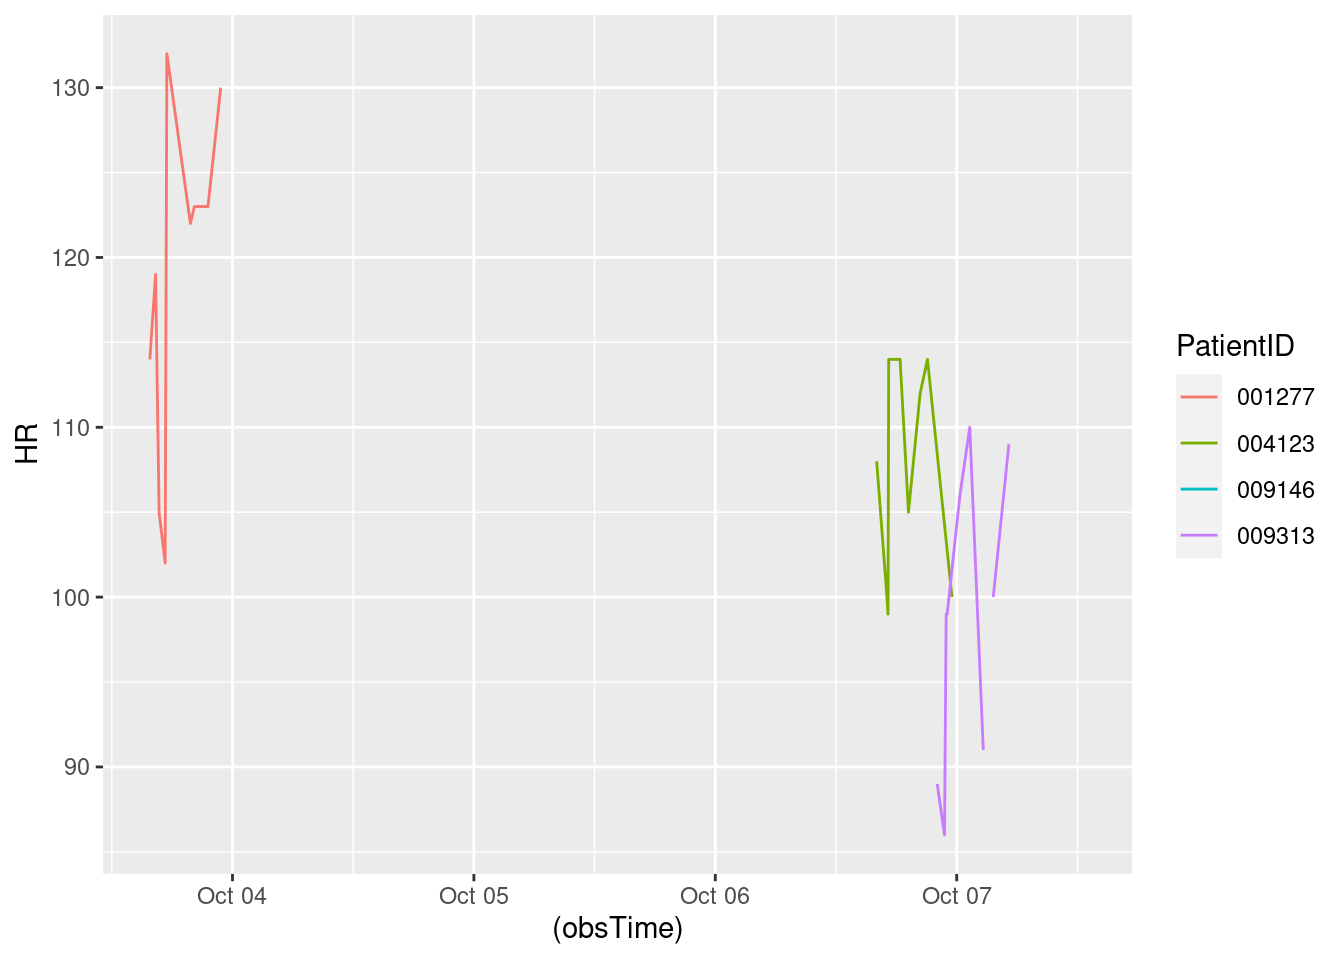 130
120
110
100
90
HR
Oct 04
Oct 05
Oct 06
Oct 07
(obsTime)
PatientID
001277
004123
009146
009313